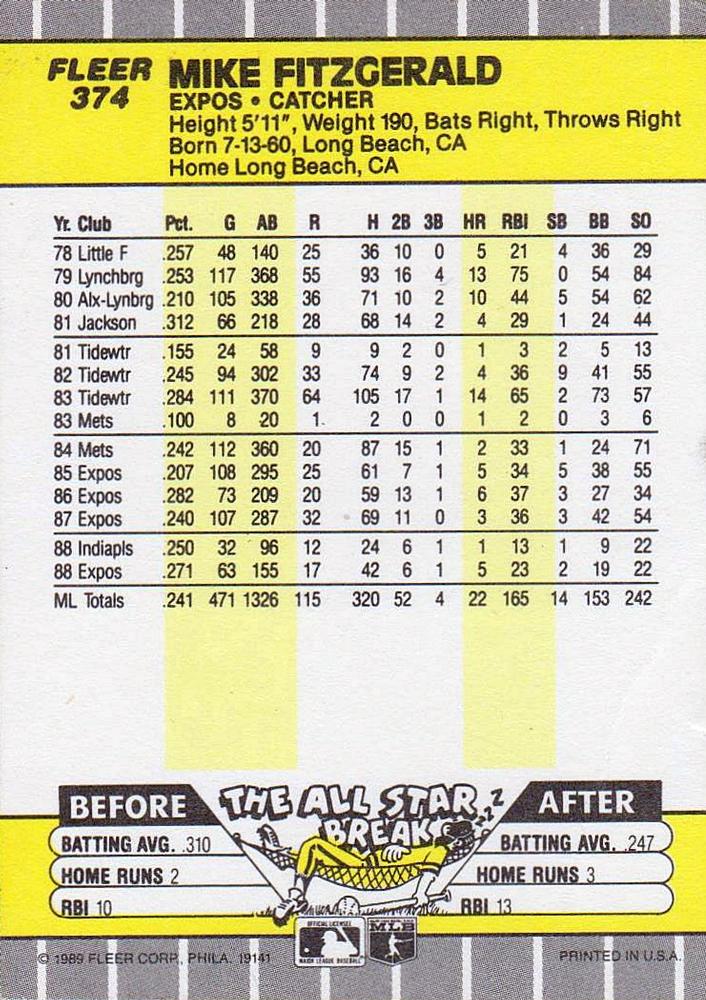 FLEER
374
MIKE FITZGERALD
EXPOS • CATCHER
Height 5'11", Weight 190, Bats Right, Throws Right
Born 7-13-60, Long Beach, CA
Home Long Beach, CA
Yr. Club Pct. G AB R H 2B 3B HR RBI SB BB SO
78 Little F .257 48 140 25 36 10 0 5 21 4 36 29
79 Lynchbrg .253 117 368 55 93 16 4 13 75 0 54 84
80 Alx-Lynbrg .210 105 338 36 71 10 2 10 44 5 54 62
81 Jackson .312 66 218 28 68 14 2 4 29 1 24 44
81 Tidewtr .155 24 58 9 9 2 0 1 3 2 5 13
82 Tidewtr .245 94 302 33 74 9 2 4 36 9 41 55
83 Tidewtr .284 111 370 64 105 17 1 14 65 2 73 57
83 Mets .100 8 20 1 2 0 0 1 2 0 3 6
84 Mets .242 112 360 20 87 15 1 2 33 1 24 71
85 Expos .207 108 295 25 61 7 1 5 34 5 38 55
86 Expos .282 73 209 20 59 13 1 6 37 3 27 34
87 Expos .240 107 287 32 69 11 0 3 36 3 42 54
88 Indiapls .250 32 96 12 24 6 1 1 13 1 9 22
88 Expos .271 63 155 17 42 6 1 5 23 2 19 22
ML Totals .241 471 1326 115 320 52 4 22 165 14 153 242
THE ALL STAR
BREAK
ZZZ
BEFORE
BATTING AVG. .310
HOME RUNS 2
RBI 10
AFTER
BATTING AVG. .247
HOME RUNS 3
RBI 13
© 1989 FLEER CORP., PHILA. 19141
OFFICIAL LICENSEE
MAJOR LEAGUE BASEBALL
MLB
PRINTED IN U.S.A.